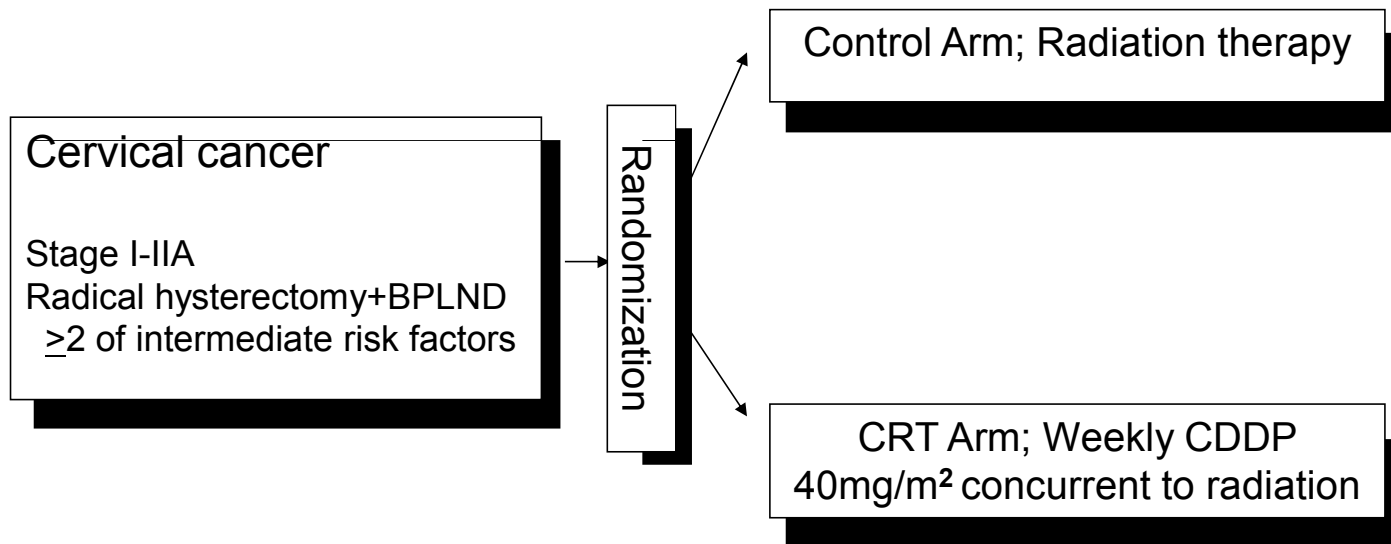 Cervical cancer
Stage I-IIA
Radical hysterectomy+BPLND
≥2 of intermediate risk factors
Randomization
Control Arm; Radiation therapy
CRT Arm; Weekly CDDP
40mg/m² concurrent to radiation